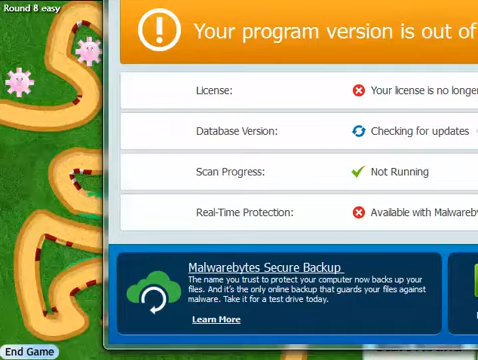 Round 8 easy
Your program version is out of
License:
Your license is no longer
Database Version:
Checking for updates
Scan Progress:
Not Running
Real-Time Protection:
Available with Malwareby
Malwarebytes Secure Backup
The name you trust to protect your computer now backs up your
files. And it's the only online backup that guards your files against
malware. Take it for a test drive today.
Learn More
End Game